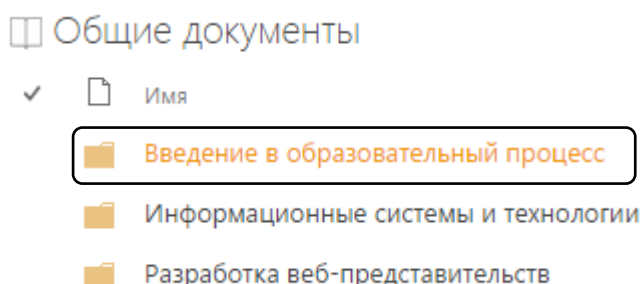 Общие документы
Имя
Введение в образовательный процесс
Информационные системы и технологии
Разработка веб-представительств